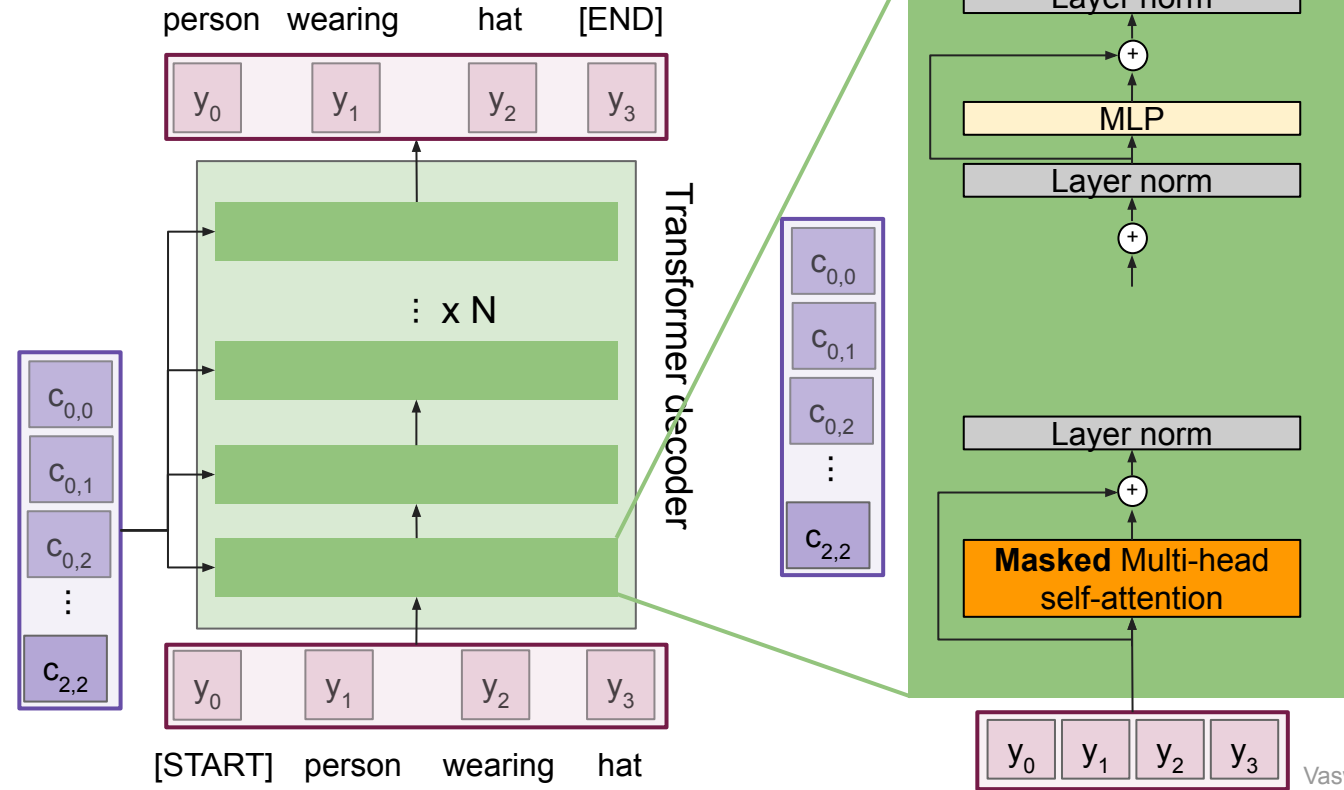 person wearing hat [END]
y0 y1 y2 y3
⋮ x N
Transformer decoder
c0,0
c0,1
c0,2
⋮
c2,2
y0 y1 y2 y3
[START] person wearing hat
c0,0
c0,1
c0,2
⋮
c2,2
Layer norm
+
MLP
Layer norm
+
Layer norm
+
Masked Multi-head
self-attention
y0 y1 y2 y3
Vas